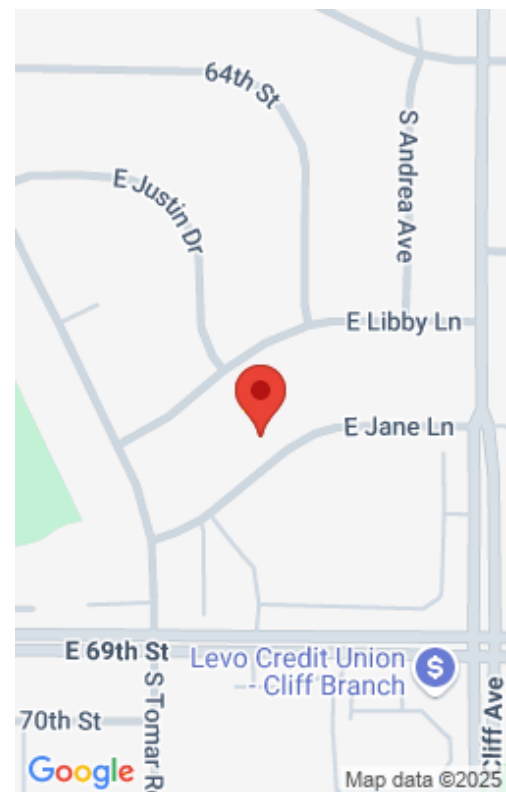 64th St
S Andrea Ave
E Justin Dr
E Libby Ln
E Jane Ln
E 69th St
Levo Credit Union
- Cliff Branch
$
S Tomar R
70th St
Cliff Ave
Google
Map data ©2025